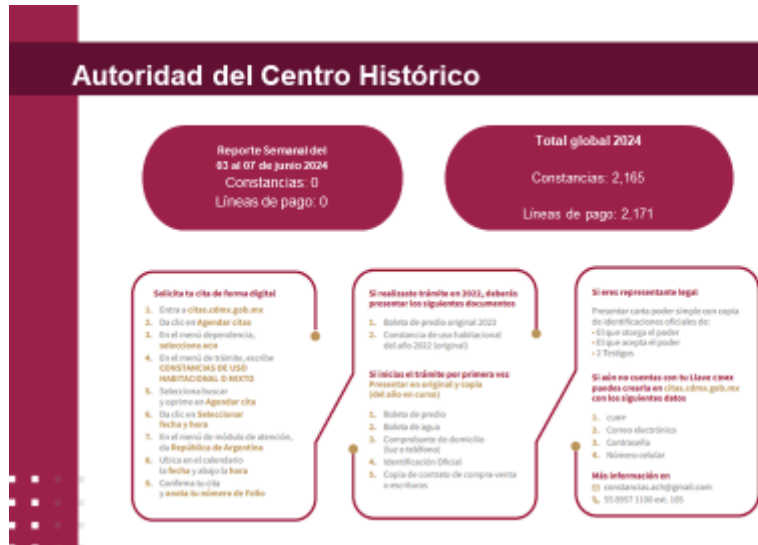 Autoridad del Centro Histórico
Reporte Semanal del
03 al 07 de junio 2024
Constancias: 0
Líneas de pago: 0
Total global 2024
Constancias: 2,165
Líneas de pago: 2,171
Solicita tu cita de forma digital
1. Entra a citas.cdmx.gob.mx
2. Da clic en Agendar citas
3. En el menú dependencia,
selecciona ACH
4. En el menú de trámite, escribe
CONSTANCIAS DE USO
HABITACIONAL O MIXTO
5. Selecciona buscar
y oprime en Agendar cita
6. Da clic en Seleccionar
fecha y hora
7. En el menú de módulo de atención,
da República de Argentina
8. Ubica en el calendario
la fecha y abajo la hora
9. Confirma tu cita
y anota tu número de Folio
Si realizaste trámite en 2022, deberás
presentar los siguientes documentos
1. Boleta de predio original 2023
2. Constancia de uso habitacional
del año 2022 (original)
Si inicias el trámite por primera vez
Presentar en original y copia
(del año en curso)
1. Boleta de predio
2. Boleta de agua
3. Comprobante de domicilio
(luz o teléfono)
4. Identificación Oficial
5. Copia de contrato de compra-venta
o escrituras
Si eres representante legal
Presentar carta poder simple con copia
de identificaciones oficiales de:
• El que otorga el poder
• El que acepta el poder
• 2 Testigos
Si aún no cuentas con tu Llave CDMX
puedes crearla en citas.cdmx.gob.mx
con los siguientes datos
1. CURP
2. Correo electrónico
3. Contraseña
4. Número celular
Más información en
constancias.ach@gmail.com
55 8957 1100 ext. 105